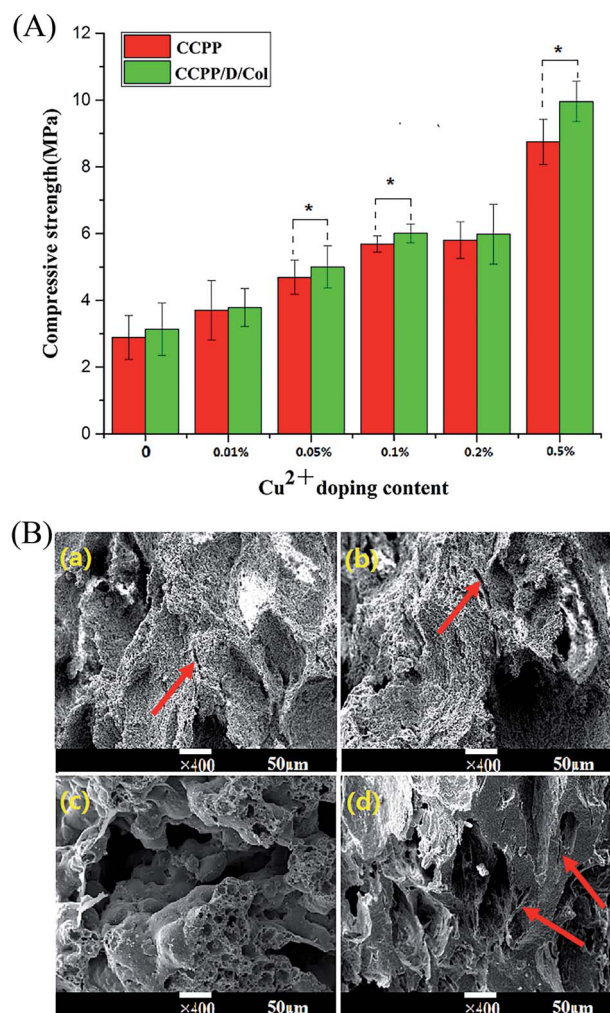 (A)
CCPP
CCPP/D/Col
Compressive strength(MPa)
12
10
8
6
4
2
0
*
*
*
0
0.01%
0.05%
0.1%
0.2%
0.5%
Cu2+ doping content
(B)
(a)
×400 50μm
(b)
×400 50μm
(c)
×400 50μm
(d)
×400 50μm